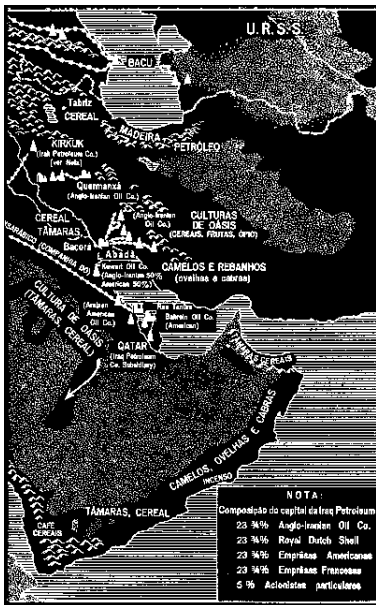 U.R.S.S.
BACU
Tabriz
CEREAL
MADEIRA
PETRÓLEO
KIRKUK
(Irak Petroleum Co.)
(ver Nota)
Quermanxá
(Anglo-Iranian Oil Co.)
CEREAL
TÂMARAS
(Anglo-Iranian
Oil Co.)
CULTURAS
DE OÁSIS
(CEREAIS, FRUTAS, ÓPIO)
Bacorá
Abadã
CAMELOS E REBANHOS
(ovelhas e cabras)
Kuwait Oil Co.
(Anglo-Iranian 50%
American 50%)
CULTURA DE OÁSIS
(TÂMARAS, CEREAL)
(Arabian
American
Oil Co.)
Ras Tanura
Bahrein Oil Co.
(American)
QATAR
(Iraq Petroleum
Co. Subsidiary)
CEREAIS
CAMELOS, OVELHAS E CABRAS
INCENSO
TÂMARAS, CEREAL
CAFÉ
CEREAIS
NOTA:
Composição do capital da Iraq Petroleum
23 ¾% Anglo-Iranian Oil Co.
23 ¾% Royal Dutch Shell
23 ¾% Emprêsas Americanas
23 ¾% Emprêsas Francesas
5 % Acionistas particulares